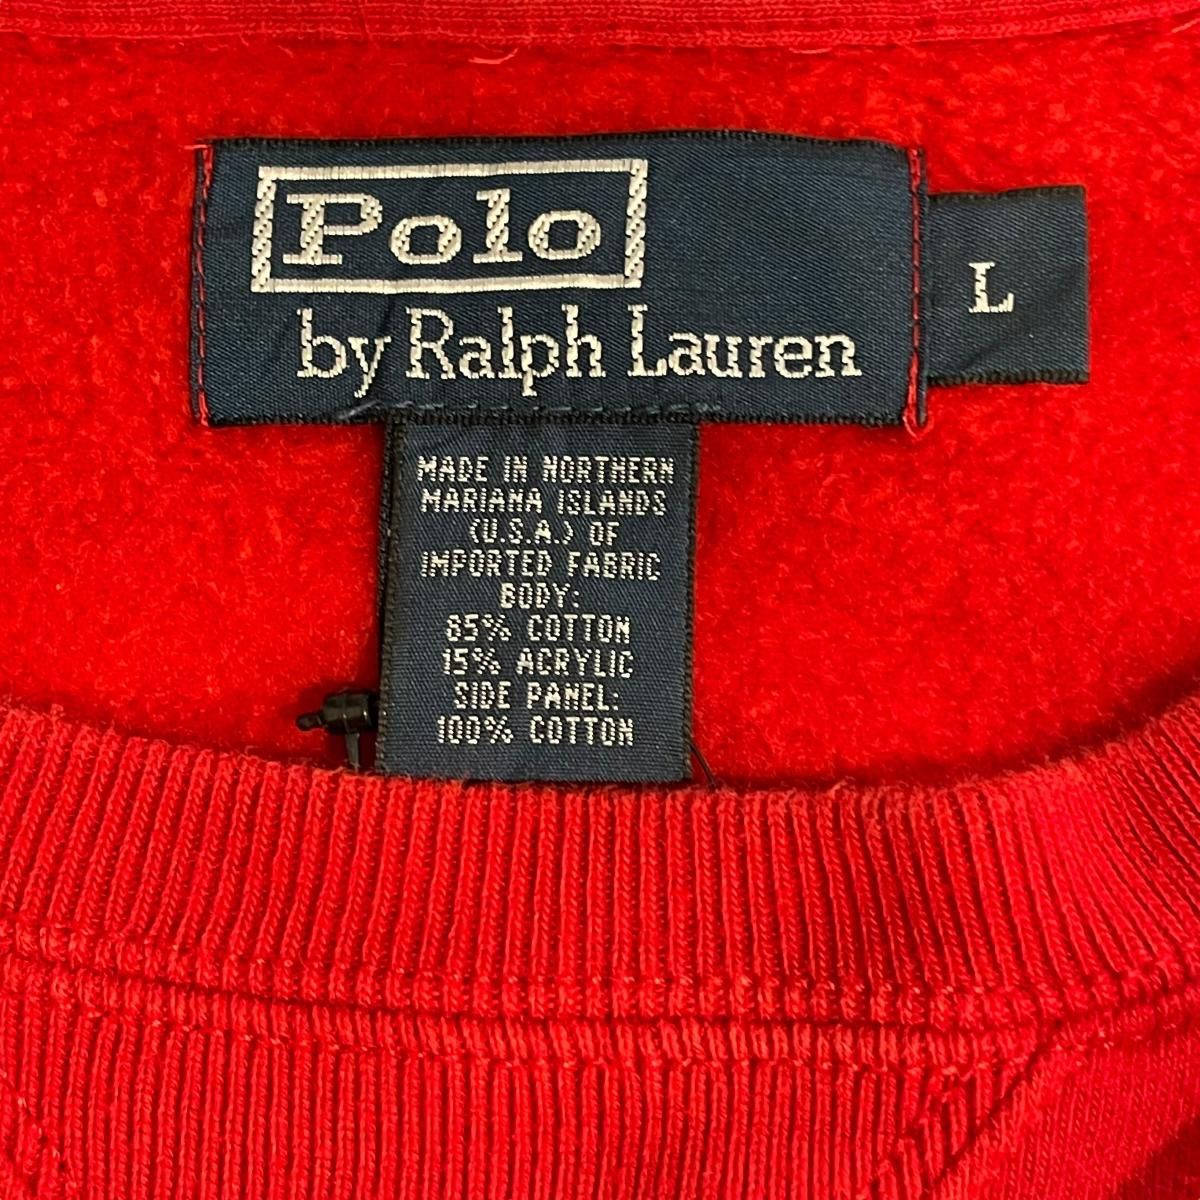 Polo
by Ralph Lauren
L
MADE IN NORTHERN
MARIANA ISLANDS
(U.S.A.) OF
IMPORTED FABRIC
BODY:
85% COTTON
15% ACRYLIC
SIDE PANEL:
100% COTTON